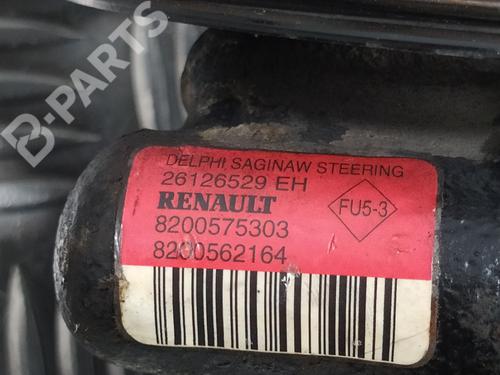 B-PARTS
DELPHI SAGINAW STEERING
26126529 EH
RENAULT
FU5-3
8200575303
8200562164